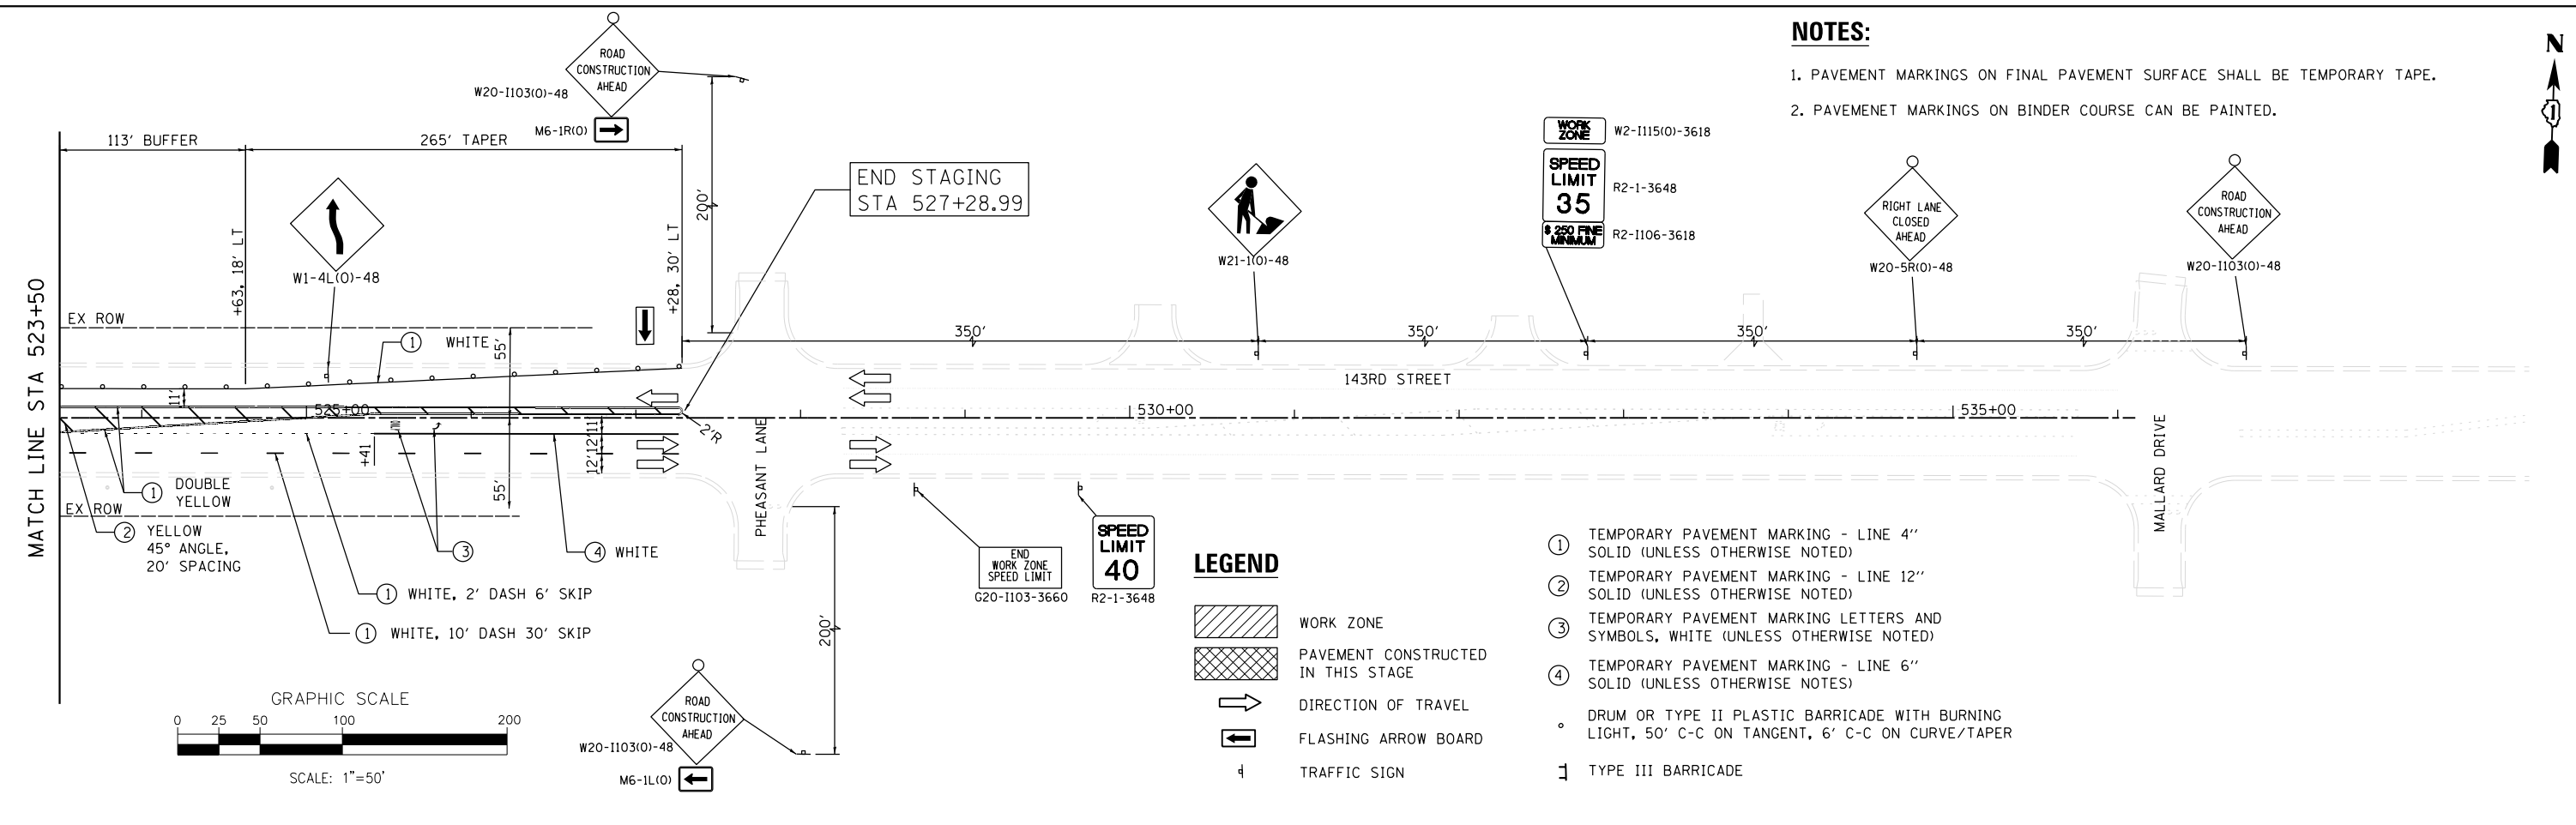 NOTES:
1. PAVEMENT MARKINGS ON FINAL PAVEMENT SURFACE SHALL BE TEMPORARY TAPE.
2. PAVEMENET MARKINGS ON BINDER COURSE CAN BE PAINTED.
N
1
ROAD
CONSTRUCTION
AHEAD
W20-I103(O)-48
M6-1R(O)
200'
113' BUFFER
265' TAPER
W1-4L(O)-48
+63, 18' LT
+28, 30' LT
END STAGING
STA 527+28.99
W21-1(O)-48
WORK
ZONE
W2-I115(O)-3618
SPEED
LIMIT
35
R2-1-3648
$ 250 FINE
MINIMUM
R2-I106-3618
RIGHT LANE
CLOSED
AHEAD
W20-5R(O)-48
ROAD
CONSTRUCTION
AHEAD
W20-I103(O)-48
MATCH LINE STA 523+50
EX ROW
1 WHITE
55'
350'
350'
350'
350'
143RD STREET
11'
525+00
530+00
535+00
+41
11'
12'
12'
2'R
55'
PHEASANT LANE
MALLARD DRIVE
EX ROW
1 DOUBLE
YELLOW
2 YELLOW
45° ANGLE,
20' SPACING
3
4 WHITE
1 WHITE, 2' DASH 6' SKIP
1 WHITE, 10' DASH 30' SKIP
200'
END
WORK ZONE
SPEED LIMIT
G20-I103-3660
SPEED
LIMIT
40
R2-1-3648
ROAD
CONSTRUCTION
AHEAD
W20-I103(O)-48
M6-1L(O)
GRAPHIC SCALE
0 25 50 100 200
SCALE: 1"=50'
LEGEND
WORK ZONE
PAVEMENT CONSTRUCTED
IN THIS STAGE
DIRECTION OF TRAVEL
FLASHING ARROW BOARD
TRAFFIC SIGN
1 TEMPORARY PAVEMENT MARKING - LINE 4''
SOLID (UNLESS OTHERWISE NOTED)
2 TEMPORARY PAVEMENT MARKING - LINE 12''
SOLID (UNLESS OTHERWISE NOTED)
3 TEMPORARY PAVEMENT MARKING LETTERS AND
SYMBOLS, WHITE (UNLESS OTHERWISE NOTED)
4 TEMPORARY PAVEMENT MARKING - LINE 6''
SOLID (UNLESS OTHERWISE NOTES)
DRUM OR TYPE II PLASTIC BARRICADE WITH BURNING
LIGHT, 50' C-C ON TANGENT, 6' C-C ON CURVE/TAPER
TYPE III BARRICADE